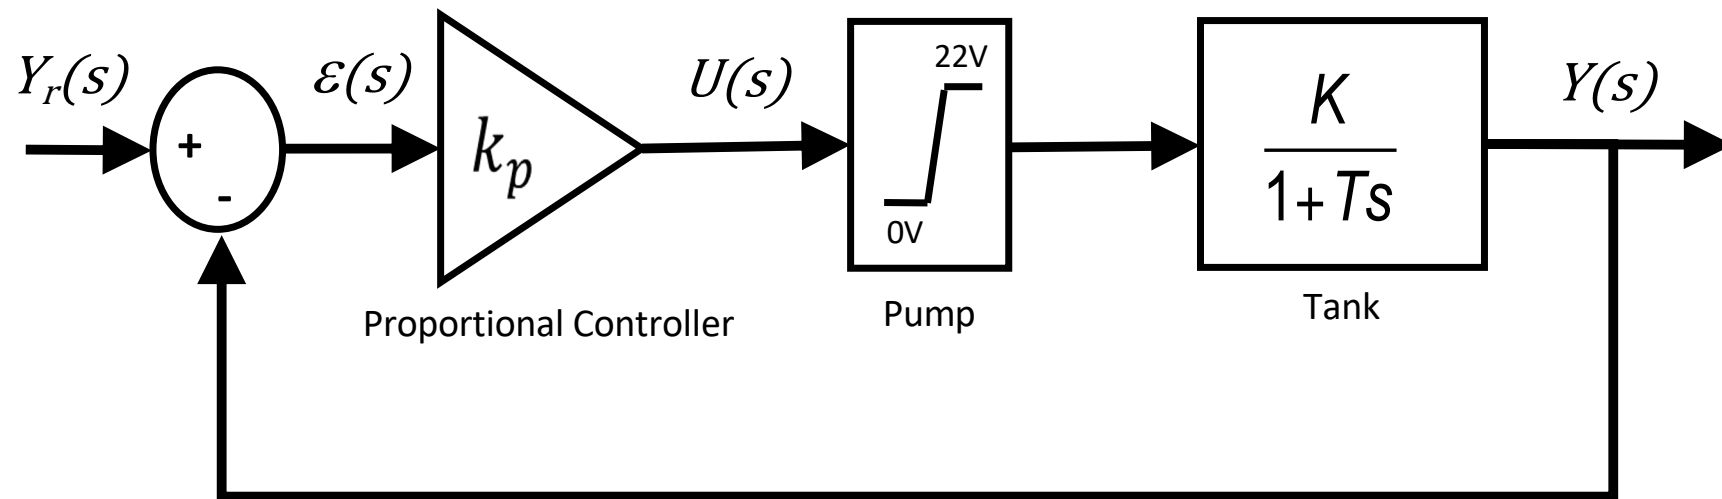 Yr(s)
+
-
ε(s)
kp
Proportional Controller
U(s)
22V
0V
Pump
K
1+Ts
Tank
Y(s)